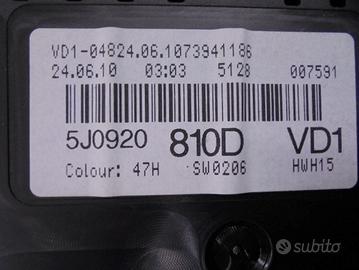 VD1-04824.06.1073941186
24.06.10 03:03 5128 007591
5J0920 810D VD1
Colour: 47H SW0206 HWH15
subito